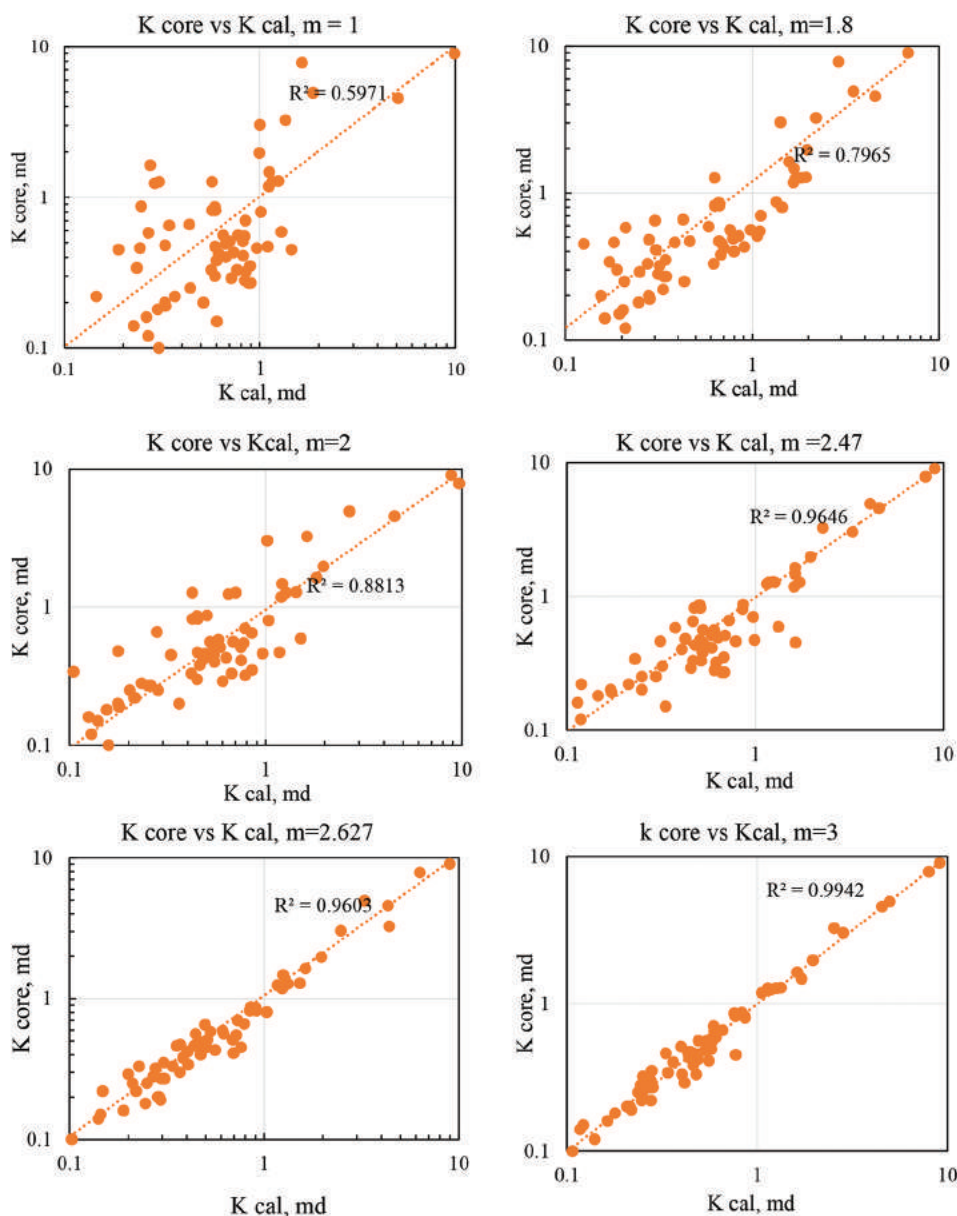 K core vs K cal, m = 1
10
R² = 0.5971
K core, md
1
0.1
0.1
1
10
K cal, md
K core vs K cal, m=1.8
10
R² = 0.7965
K core, md
1
0.1
0.1
1
10
K cal, md
K core vs Kcal, m=2
10
R² = 0.8813
K core, md
1
0.1
0.1
1
10
K cal, md
K core vs K cal, m =2.47
10
R² = 0.9646
K core, md
1
0.1
0.1
1
10
K cal, md
K core vs K cal, m=2.627
10
R² = 0.9603
K core, md
1
0.1
0.1
1
10
K cal, md
k core vs Kcal, m=3
10
R² = 0.9942
K core, md
1
0.1
0.1
1
10
K cal, md